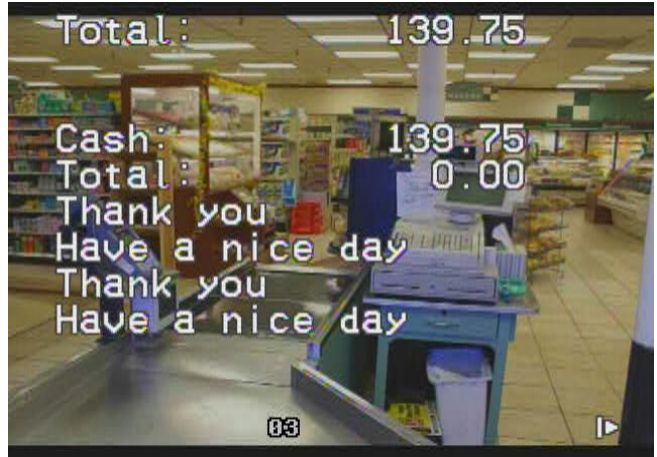 Total: 139.75
Cash: 139.75
Total: 0.00
Thank you
Have a nice day
Thank you
Have a nice day
03